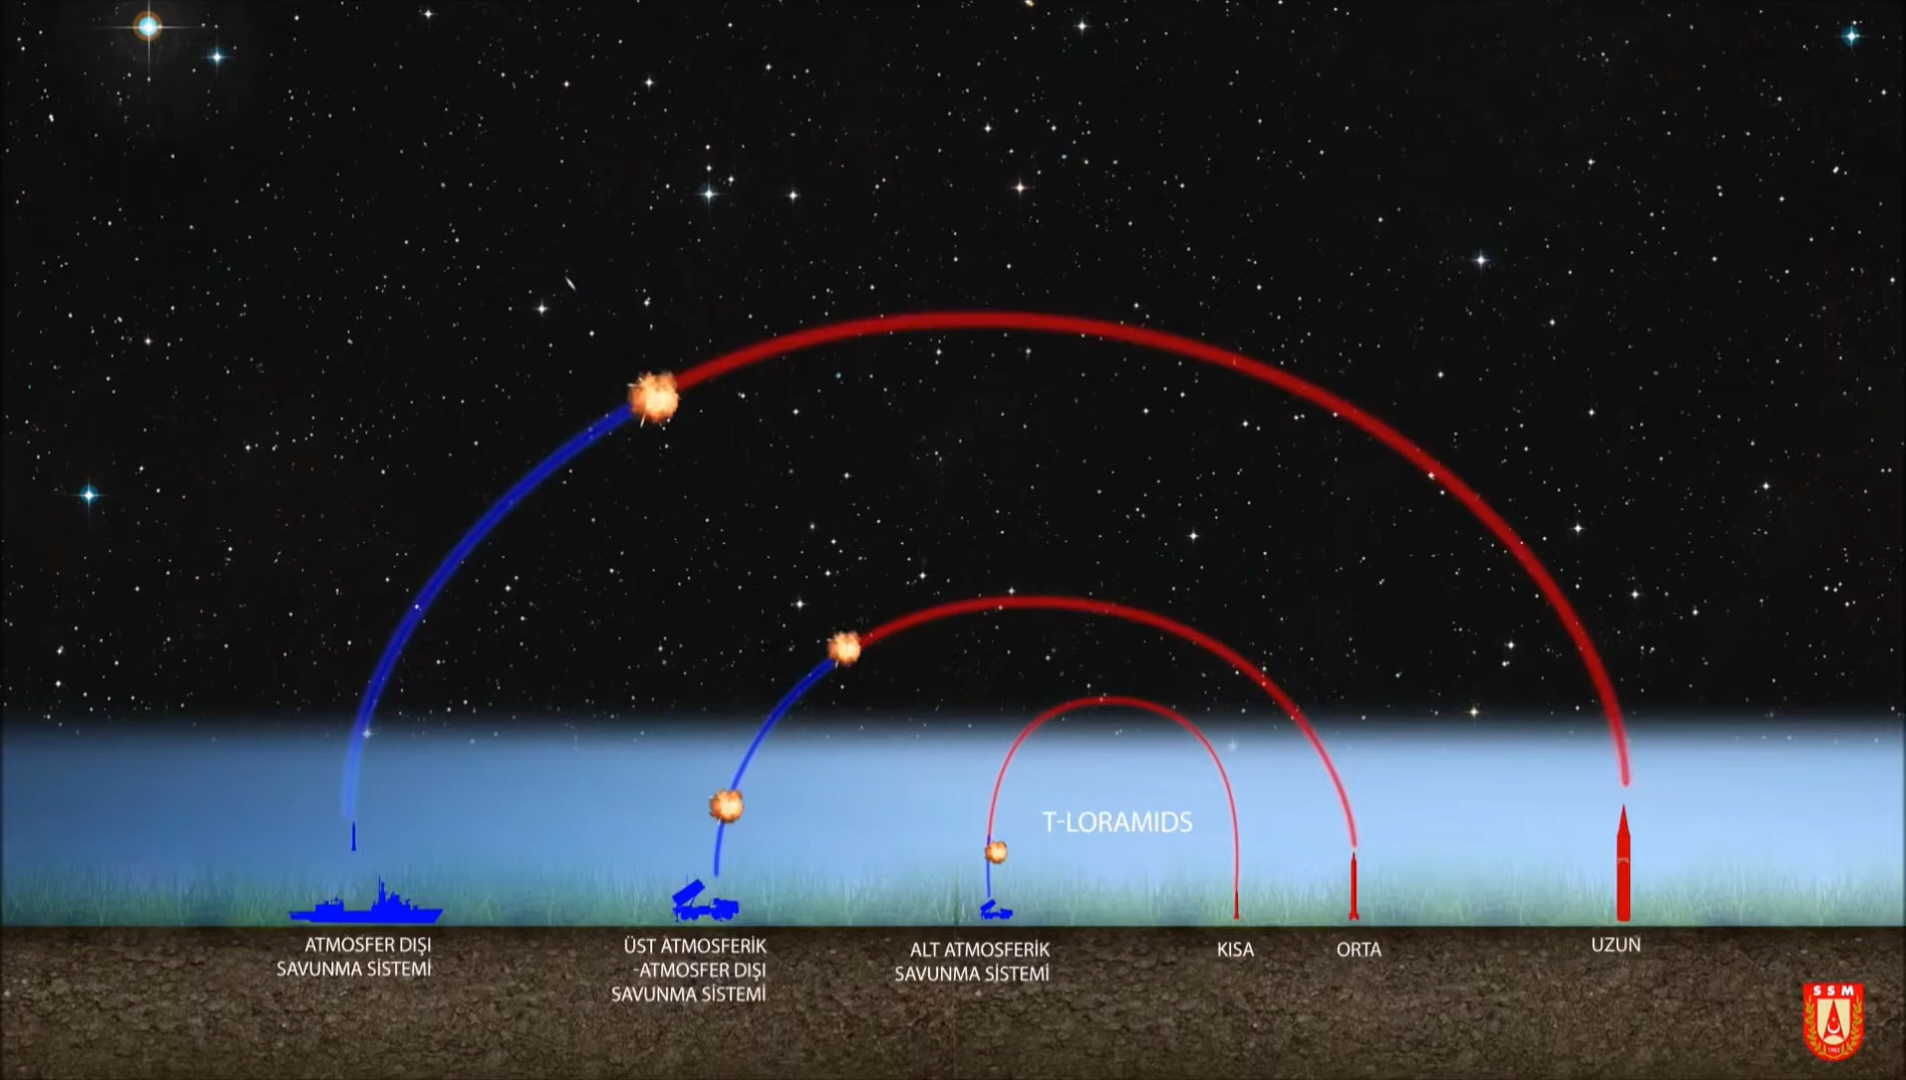 T-LORAMIDS
ATMOSFER DIŞI
SAVUNMA SİSTEMİ
ÜST ATMOSFERİK
-ATMOSFER DIŞI
SAVUNMA SİSTEMİ
ALT ATMOSFERİK
SAVUNMA SİSTEMİ
KISA
ORTA
UZUN
SSM